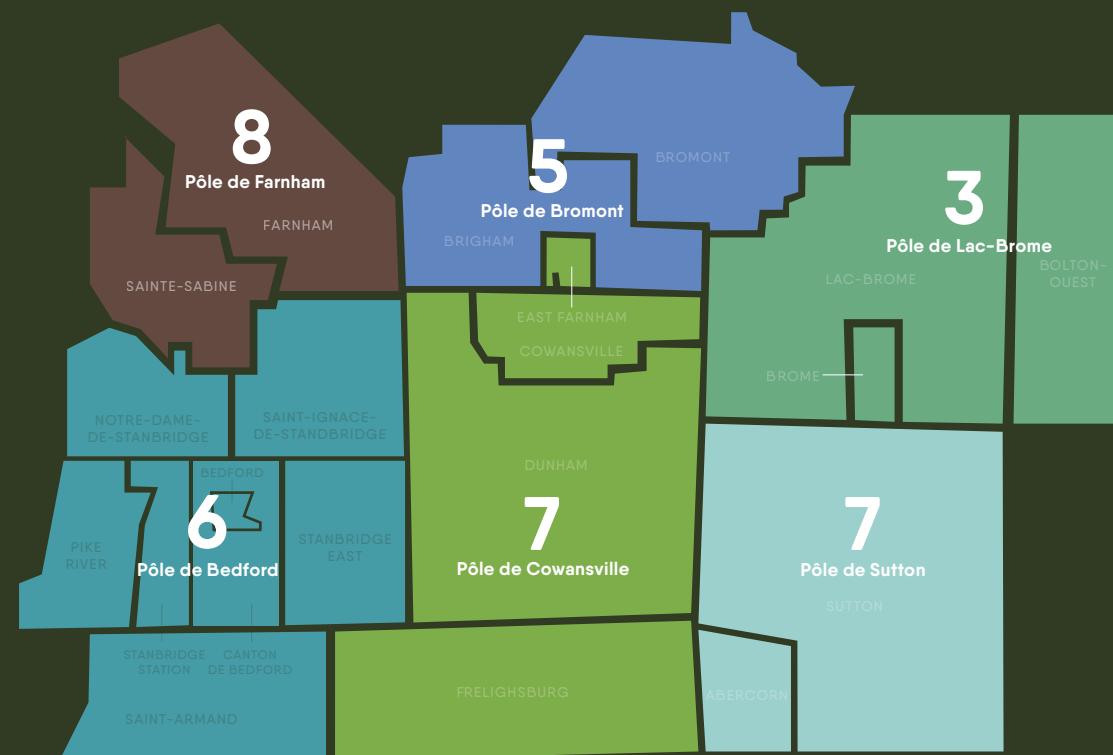 8
Pôle de Farnham
FARNHAM
SAINTE-SABINE
5
Pôle de Bromont
BROMONT
BRIGHAM
3
Pôle de Lac-Brome
LAC-BROME
BOLTON-
OUEST
BROME
EAST FARNHAM
COWANSVILLE
DUNHAM
7
Pôle de Cowansville
FRELIGHSBURG
7
Pôle de Sutton
SUTTON
ABERCORN
NOTRE-DAME-
DE-STANBRIDGE
SAINT-IGNACE-
DE-STANDBRIDGE
BEDFORD
6
Pôle de Bedford
PIKE
RIVER
STANBRIDGE
EAST
STANBRIDGE
STATION
CANTON
DE BEDFORD
SAINT-ARMAND